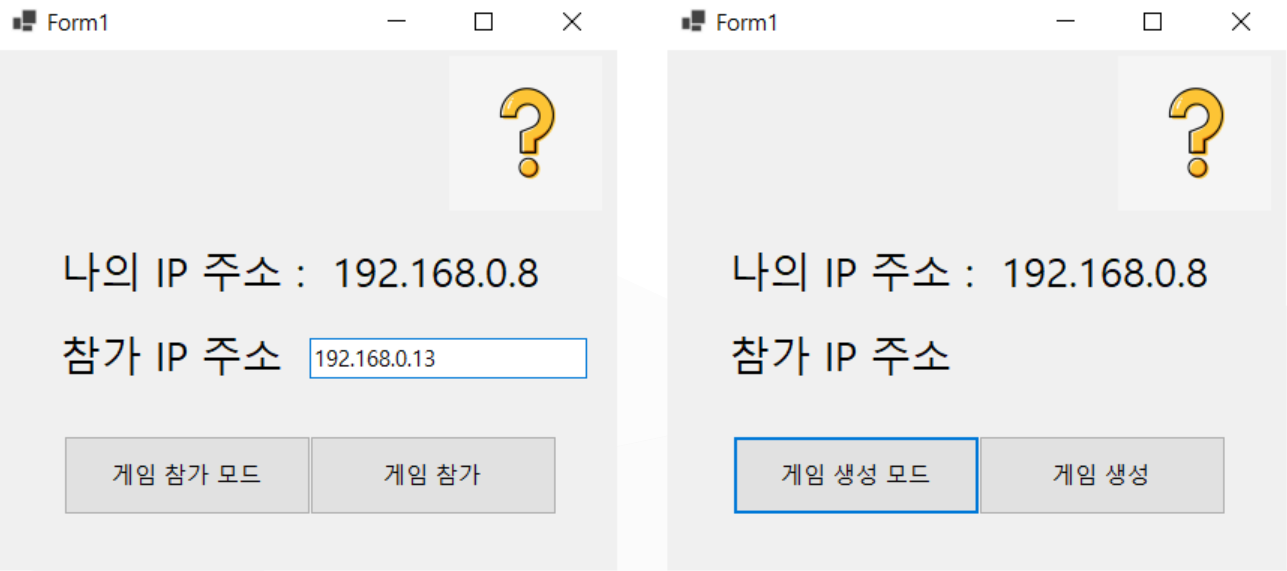 Form1
나의 IP 주소 : 192.168.0.8
참가 IP 주소 192.168.0.13
게임 참가 모드 게임 참가
Form1
나의 IP 주소 : 192.168.0.8
참가 IP 주소
게임 생성 모드 게임 생성